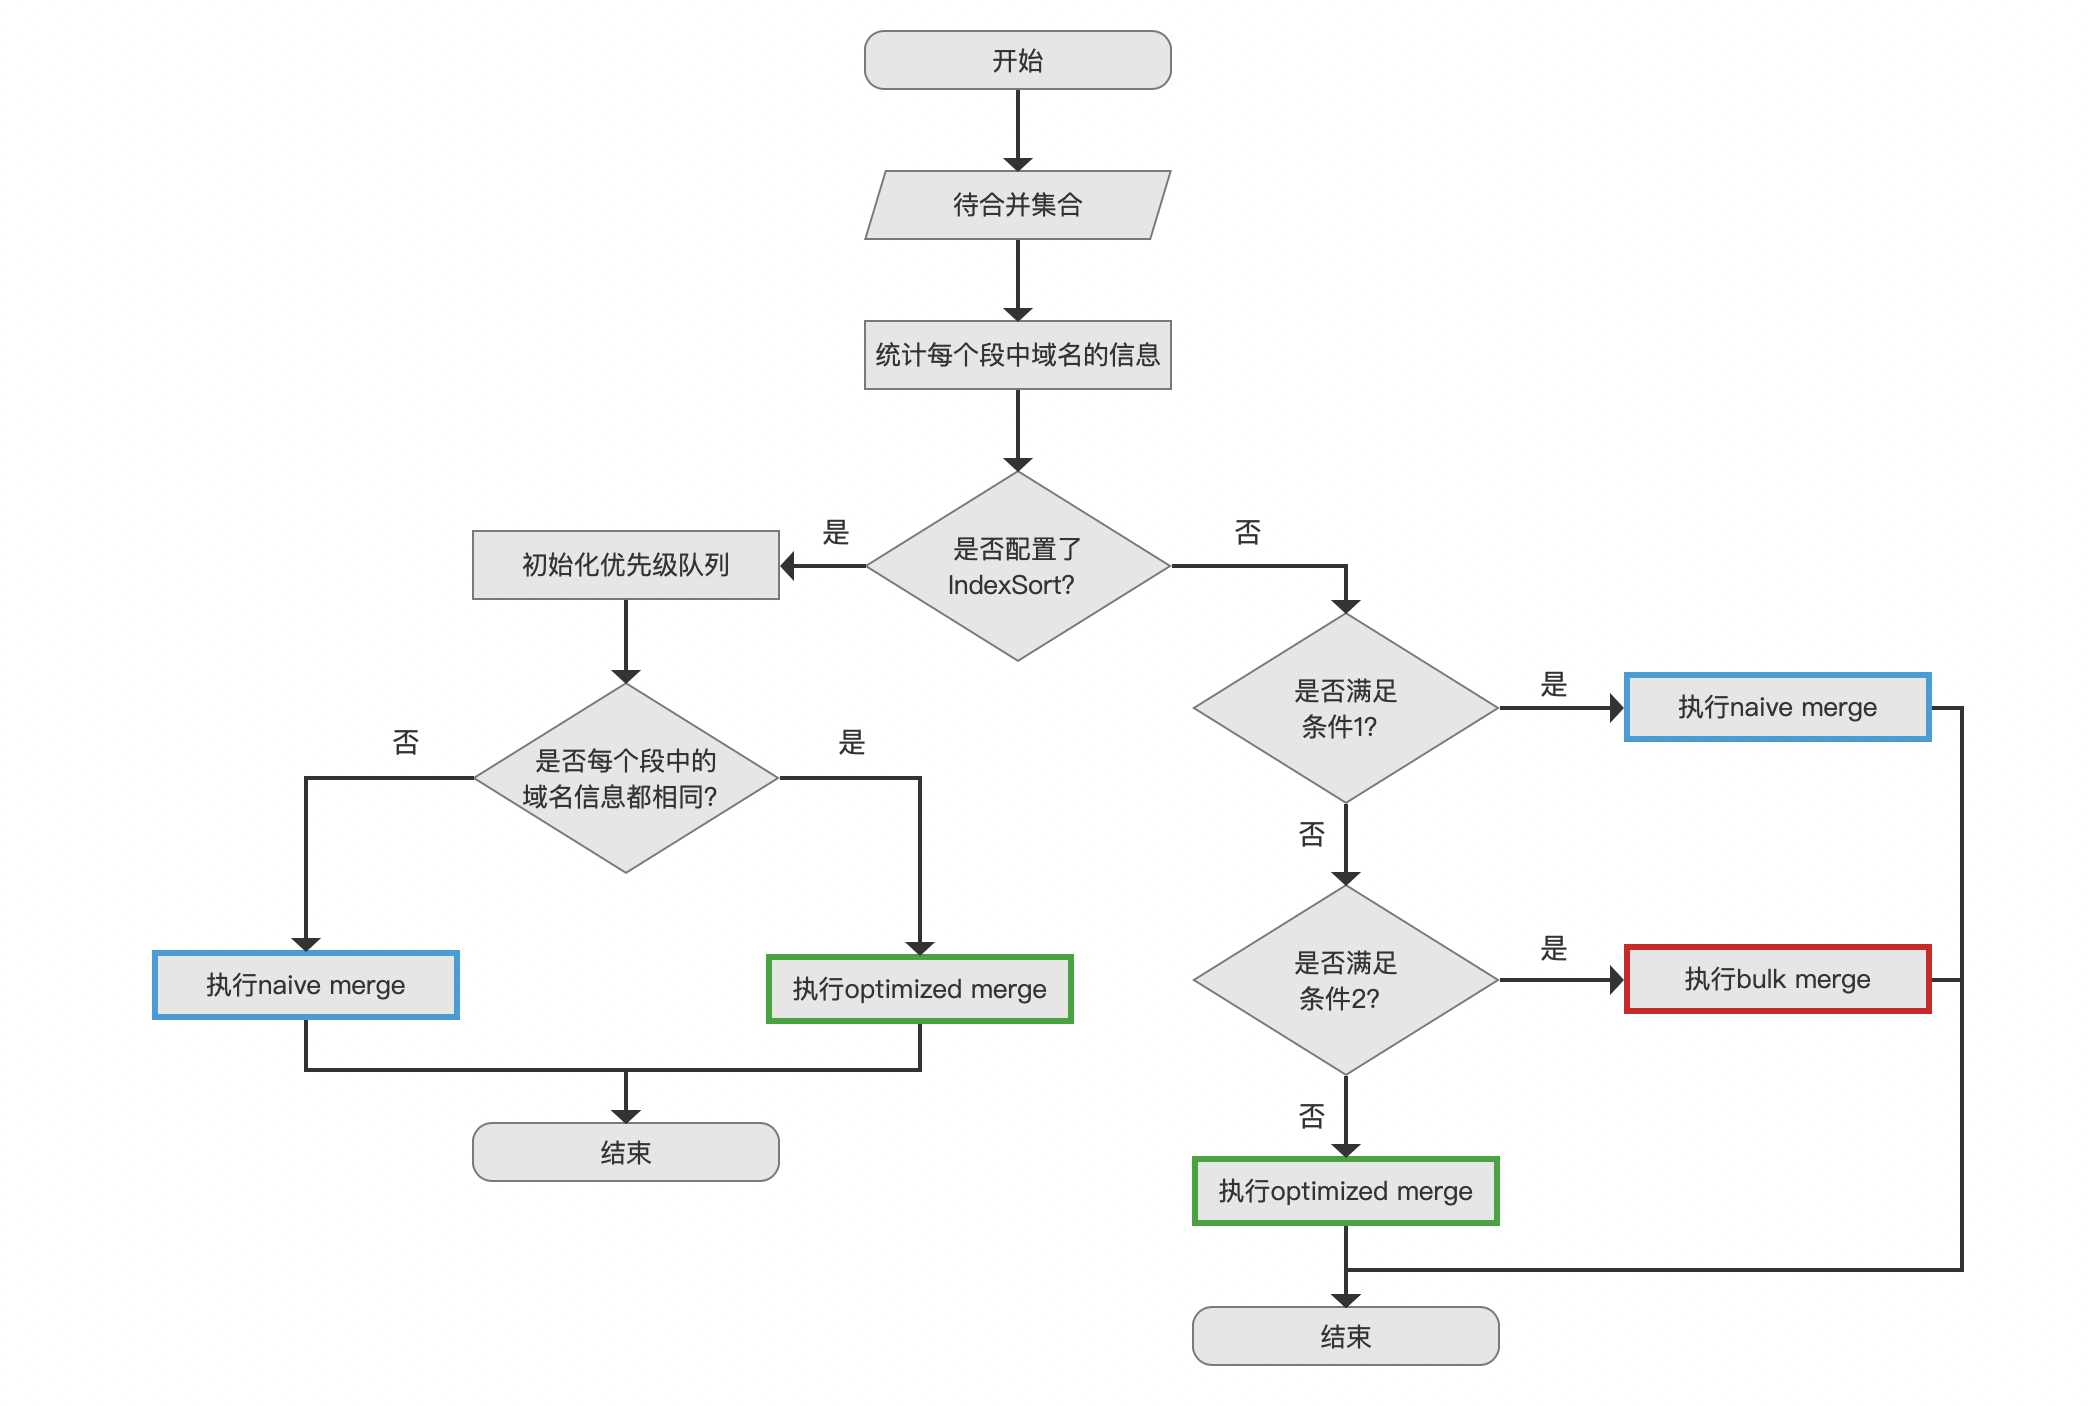 开始
待合并集合
统计每个段中域名的信息
是否配置了
IndexSort?
是
否
初始化优先级队列
是否满足
条件1?
是
执行naive merge
否
是否每个段中的
域名信息都相同?
否
是
执行naive merge
执行optimized merge
结束
是否满足
条件2?
是
执行bulk merge
否
执行optimized merge
结束